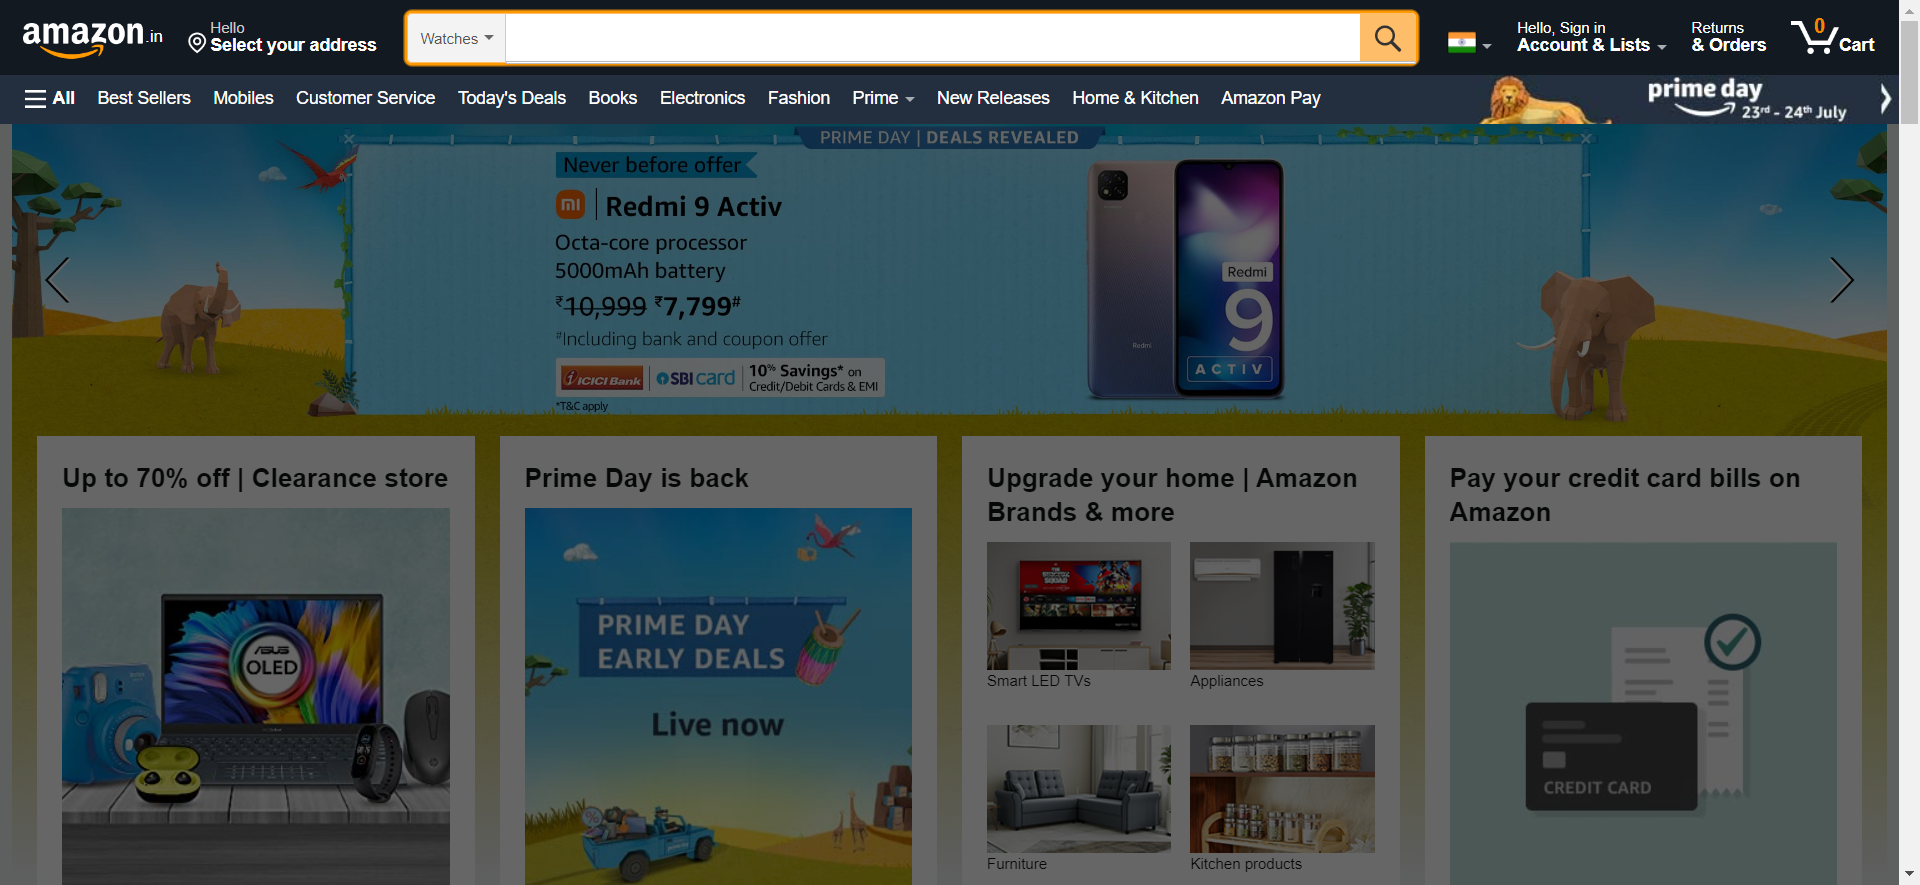 amazon.in
Hello
Select your address
Watches
Hello, Sign in
Account & Lists
Returns
& Orders
0
Cart
All
Best Sellers
Mobiles
Customer Service
Today's Deals
Books
Electronics
Fashion
Prime
New Releases
Home & Kitchen
Amazon Pay
prime day
23rd - 24th July
PRIME DAY | DEALS REVEALED
Never before offer
mi | Redmi 9 Activ
Octa-core processor
5000mAh battery
₹10,999 ₹7,799#
#Including bank and coupon offer
ICICI Bank
SBI card
10% Savings* on
Credit/Debit Cards & EMI
*T&C apply
Redmi
Redmi
9
ACTIV
Up to 70% off | Clearance store
ASUS
OLED
Prime Day is back
PRIME DAY
EARLY DEALS
Live now
Upgrade your home | Amazon
Brands & more
Smart LED TVs
Appliances
Furniture
Kitchen products
Pay your credit card bills on
Amazon
CREDIT CARD